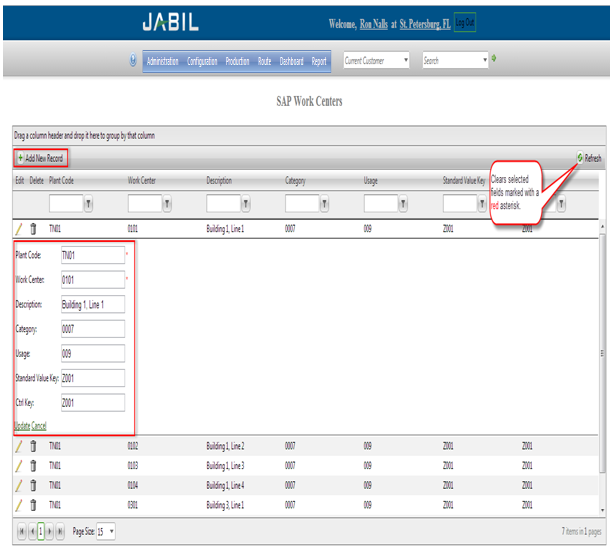 JABIL
Welcome, Ron Nalls at St. Petersburg, FL Log Out
Administration Configuration Production Route Dashboard Report Current Customer Search
SAP Work Centers
Drag a column header and drop it here to group by that column
Add New Record Refresh
Edit Delete Plant Code Work Center Description Category Usage Standard Value Key
Clears selected
fields marked with a
red asterisk.
TN01 0101 Building 1, Line 1 0007 009 Z001 Z001
Plant Code: TN01 *
Work Center: 0101 *
Description: Building 1, Line 1
Category: 0007
Usage: 009
Standard Value Key: Z001
Ctrl Key: Z001
Update Cancel
TN01 0102 Building 1, Line 2 0007 009 Z001 Z001
TN01 0103 Building 1, Line 3 0007 009 Z001 Z001
TN01 0104 Building 1, Line 4 0007 009 Z001 Z001
TN01 0301 Building 3, Line 1 0007 009 Z001 Z001
1 Page Size: 15 7 items in 1 pages